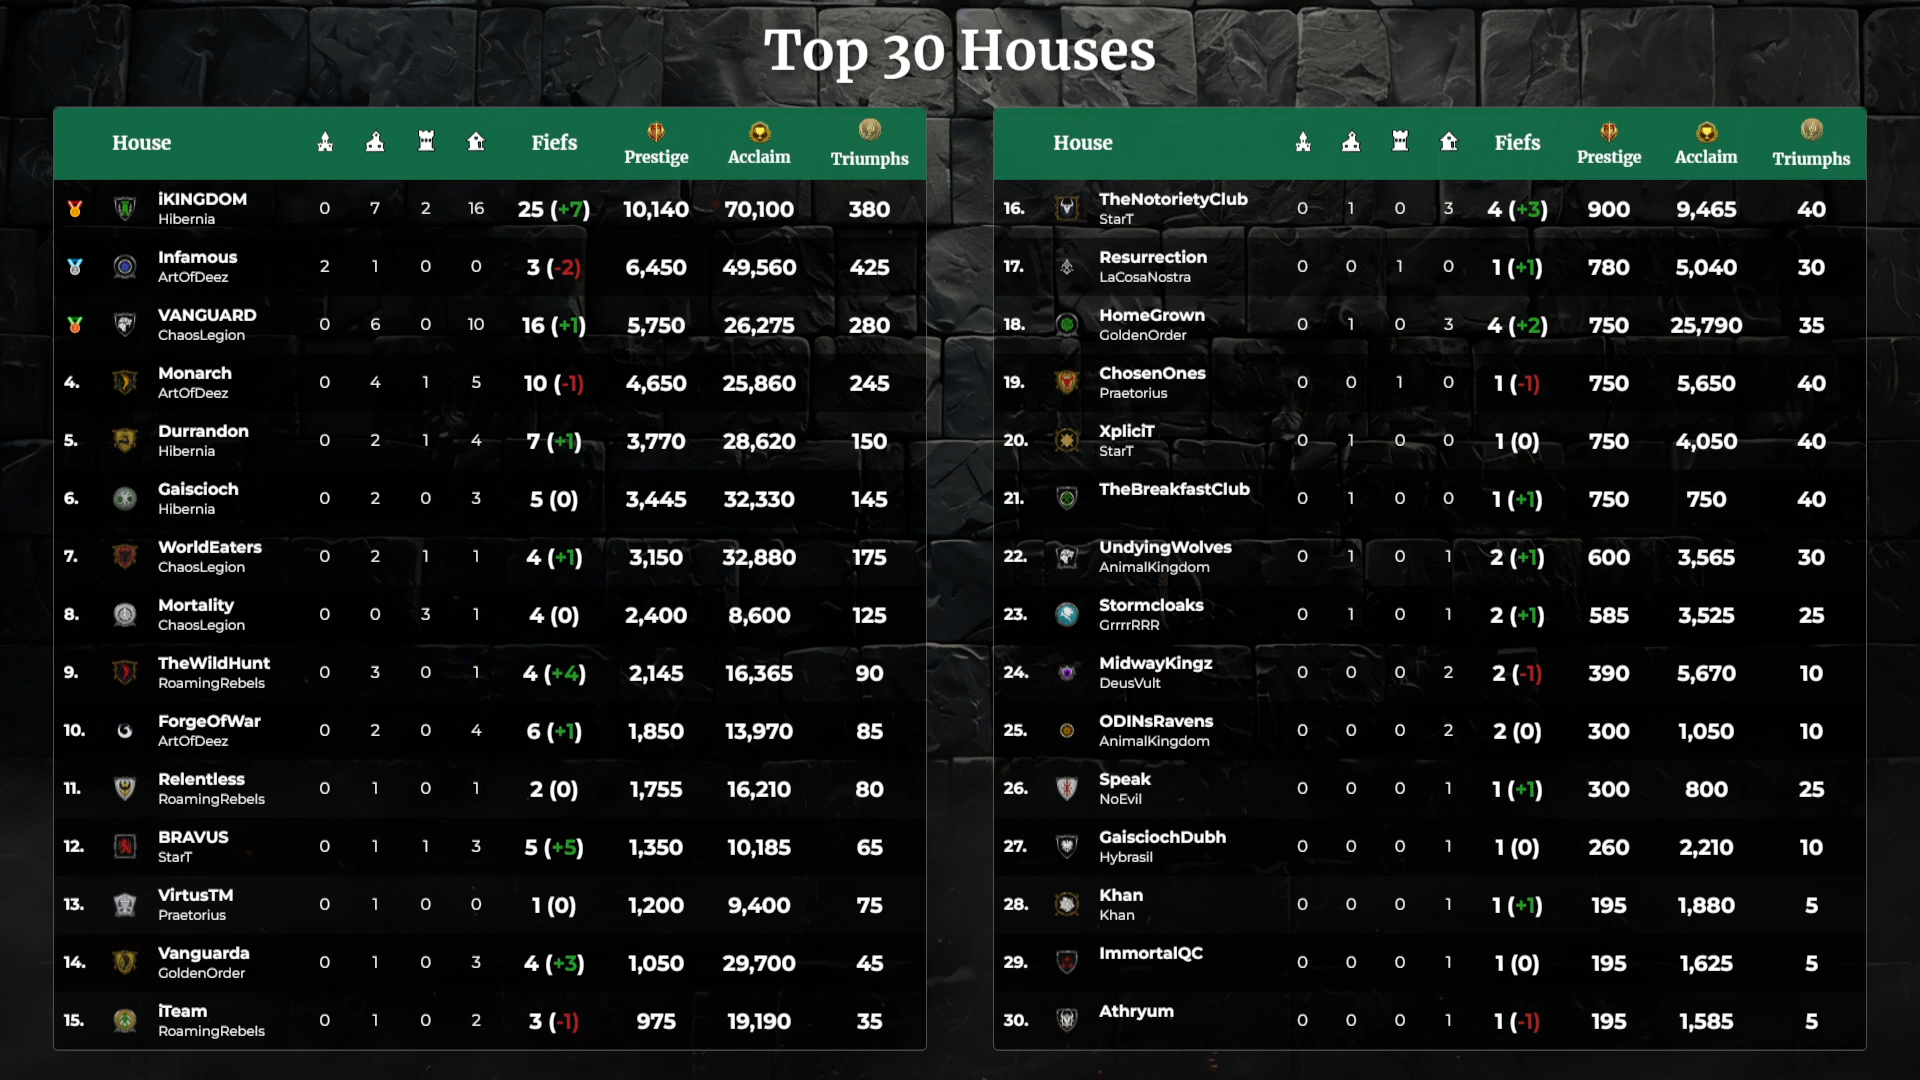 Top 30 Houses
House Fiefs Prestige Acclaim Triumphs
iKINGDOM 0 7 2 16 25 (+7) 10,140 70,100 380
Hibernia
Infamous 2 1 0 0 3 (-2) 6,450 49,560 425
ArtOfDeez
VANGUARD 0 6 0 10 16 (+1) 5,750 26,275 280
ChaosLegion
4. Monarch 0 4 1 5 10 (-1) 4,650 25,860 245
ArtOfDeez
5. Durrandon 0 2 1 4 7 (+1) 3,770 28,620 150
Hibernia
6. Gaiscioch 0 2 0 3 5 (0) 3,445 32,330 145
Hibernia
7. WorldEaters 0 2 1 1 4 (+1) 3,150 32,880 175
ChaosLegion
8. Mortality 0 0 3 1 4 (0) 2,400 8,600 125
ChaosLegion
9. TheWildHunt 0 3 0 1 4 (+4) 2,145 16,365 90
RoamingRebels
10. ForgeOfWar 0 2 0 4 6 (+1) 1,850 13,970 85
ArtOfDeez
11. Relentless 0 1 0 1 2 (0) 1,755 16,210 80
RoamingRebels
12. BRAVUS 0 1 1 3 5 (+5) 1,350 10,185 65
StarT
13. VirtusTM 0 1 0 0 1 (0) 1,200 9,400 75
Praetorius
14. Vanguarda 0 1 0 3 4 (+3) 1,050 29,700 45
GoldenOrder
15. iTeam 0 1 0 2 3 (-1) 975 19,190 35
RoamingRebels
House Fiefs Prestige Acclaim Triumphs
16. TheNotorietyClub 0 1 0 3 4 (+3) 900 9,465 40
StarT
17. Resurrection 0 0 1 0 1 (+1) 780 5,040 30
LaCosaNostra
18. HomeGrown 0 1 0 3 4 (+2) 750 25,790 35
GoldenOrder
19. ChosenOnes 0 0 1 0 1 (-1) 750 5,650 40
Praetorius
20. XpliciT 0 1 0 0 1 (0) 750 4,050 40
StarT
21. TheBreakfastClub 0 1 0 0 1 (+1) 750 750 40
22. UndyingWolves 0 1 0 1 2 (+1) 600 3,565 30
AnimalKingdom
23. Stormcloaks 0 1 0 1 2 (+1) 585 3,525 25
GrrrrRRR
24. MidwayKingz 0 0 0 2 2 (-1) 390 5,670 10
DeusVult
25. ODINsRavens 0 0 0 2 2 (0) 300 1,050 10
AnimalKingdom
26. Speak 0 0 0 1 1 (+1) 300 800 25
NoEvil
27. GaisciochDubh 0 0 0 1 1 (0) 260 2,210 10
Hybrasil
28. Khan 0 0 0 1 1 (+1) 195 1,880 5
Khan
29. ImmortalQC 0 0 0 1 1 (0) 195 1,625 5
30. Athryum 0 0 0 1 1 (-1) 195 1,585 5